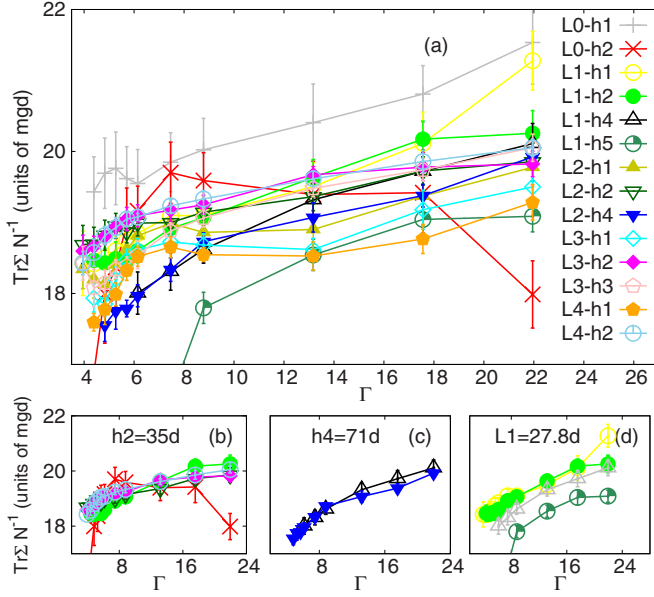 22
21
20
19
18
17
TrΣ N⁻¹ (units of mgd)
(a)
4 6 8 10 12 14 16 18 20 22 24 26
Γ
L0-h1
L0-h2
L1-h1
L1-h2
L1-h4
L1-h5
L2-h1
L2-h2
L2-h4
L3-h1
L3-h2
L3-h3
L4-h1
L4-h2
TrΣ N⁻¹ (units of mgd)
22
20
18
h2=35d (b)
8 16 24
Γ
h4=71d (c)
8 16 24
Γ
L1=27.8d (d)
8 16 24
Γ